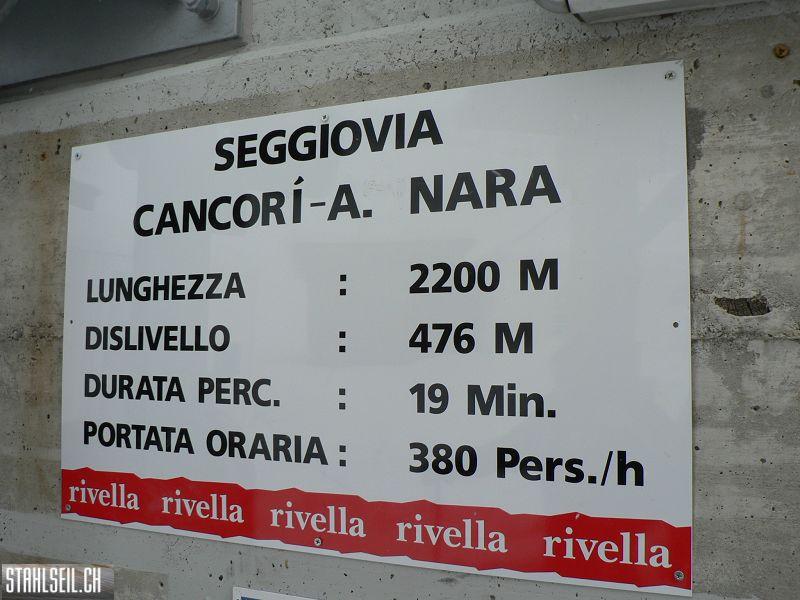 SEGGIOVIA
CANCORÍ-A. NARA
LUNGHEZZA : 2200 M
DISLIVELLO : 476 M
DURATA PERC. : 19 Min.
PORTATA ORARIA : 380 Pers./h
rivella rivella rivella rivella rivella
STAHLSEIL.CH